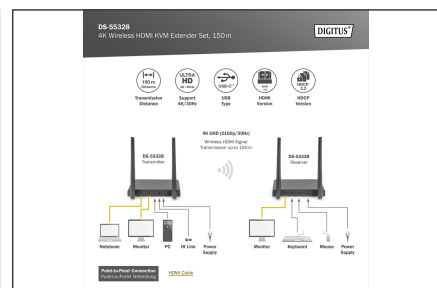 DS-55328
4K Wireless HDMI KVM Extender Set, 150 m
DIGITUS®
150 m
ULTRA
HD
4K / 30Hz
USB-C™
HDCP
2.2
Transmission
Distance
Support
4K/30Hz
USB
Type
HDMI
Version
HDCP
Version
4K UHD (2160p/30Hz)
Wireless HDMI Signal
Transmission up to 150 m
DS-55328
Transmitter
DS-55328
Receiver
Notebook
Monitor
PC
IR Link
Power
Supply
Monitor
Keyboard
Mouse
Power
Supply
Point-to-Point Connection
Punkt-zu-Punkt Verbindung
HDMI Cable